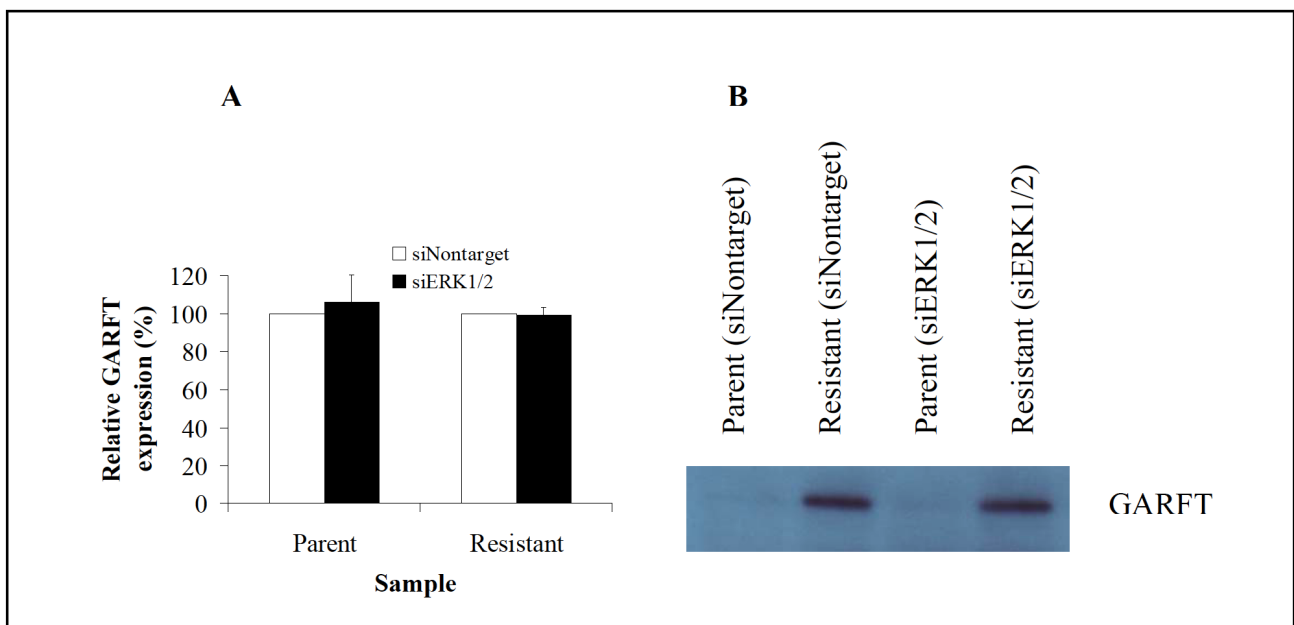 A
B
siNontarget
siERK1/2
Relative GARFT
expression (%)
120
100
80
60
40
20
0
Parent
Resistant
Sample
Parent (siNontarget)
Resistant (siNontarget)
Parent (siERK1/2)
Resistant (siERK1/2)
GARFT